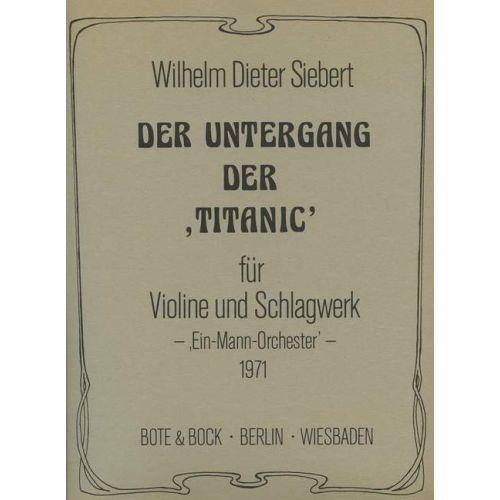 Wilhelm Dieter Siebert
DER UNTERGANG
DER
‚TITANIC’
für
Violine und Schlagwerk
– ‚Ein-Mann-Orchester’ –
1971
BOTE & BOCK · BERLIN · WIESBADEN